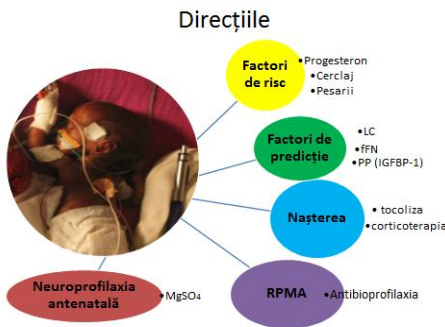 Direcțiile
Factori
de risc
•Progesteron
•Cerclaj
•Pesarii
Factori de
predicție
•LC
•fFN
•PP (IGFBP-1)
Nașterea
• tocoliza
•corticoterapia
Neuroprofilaxia
antenatală
•MgSO₄
RPMA
•Antibioprofilaxia